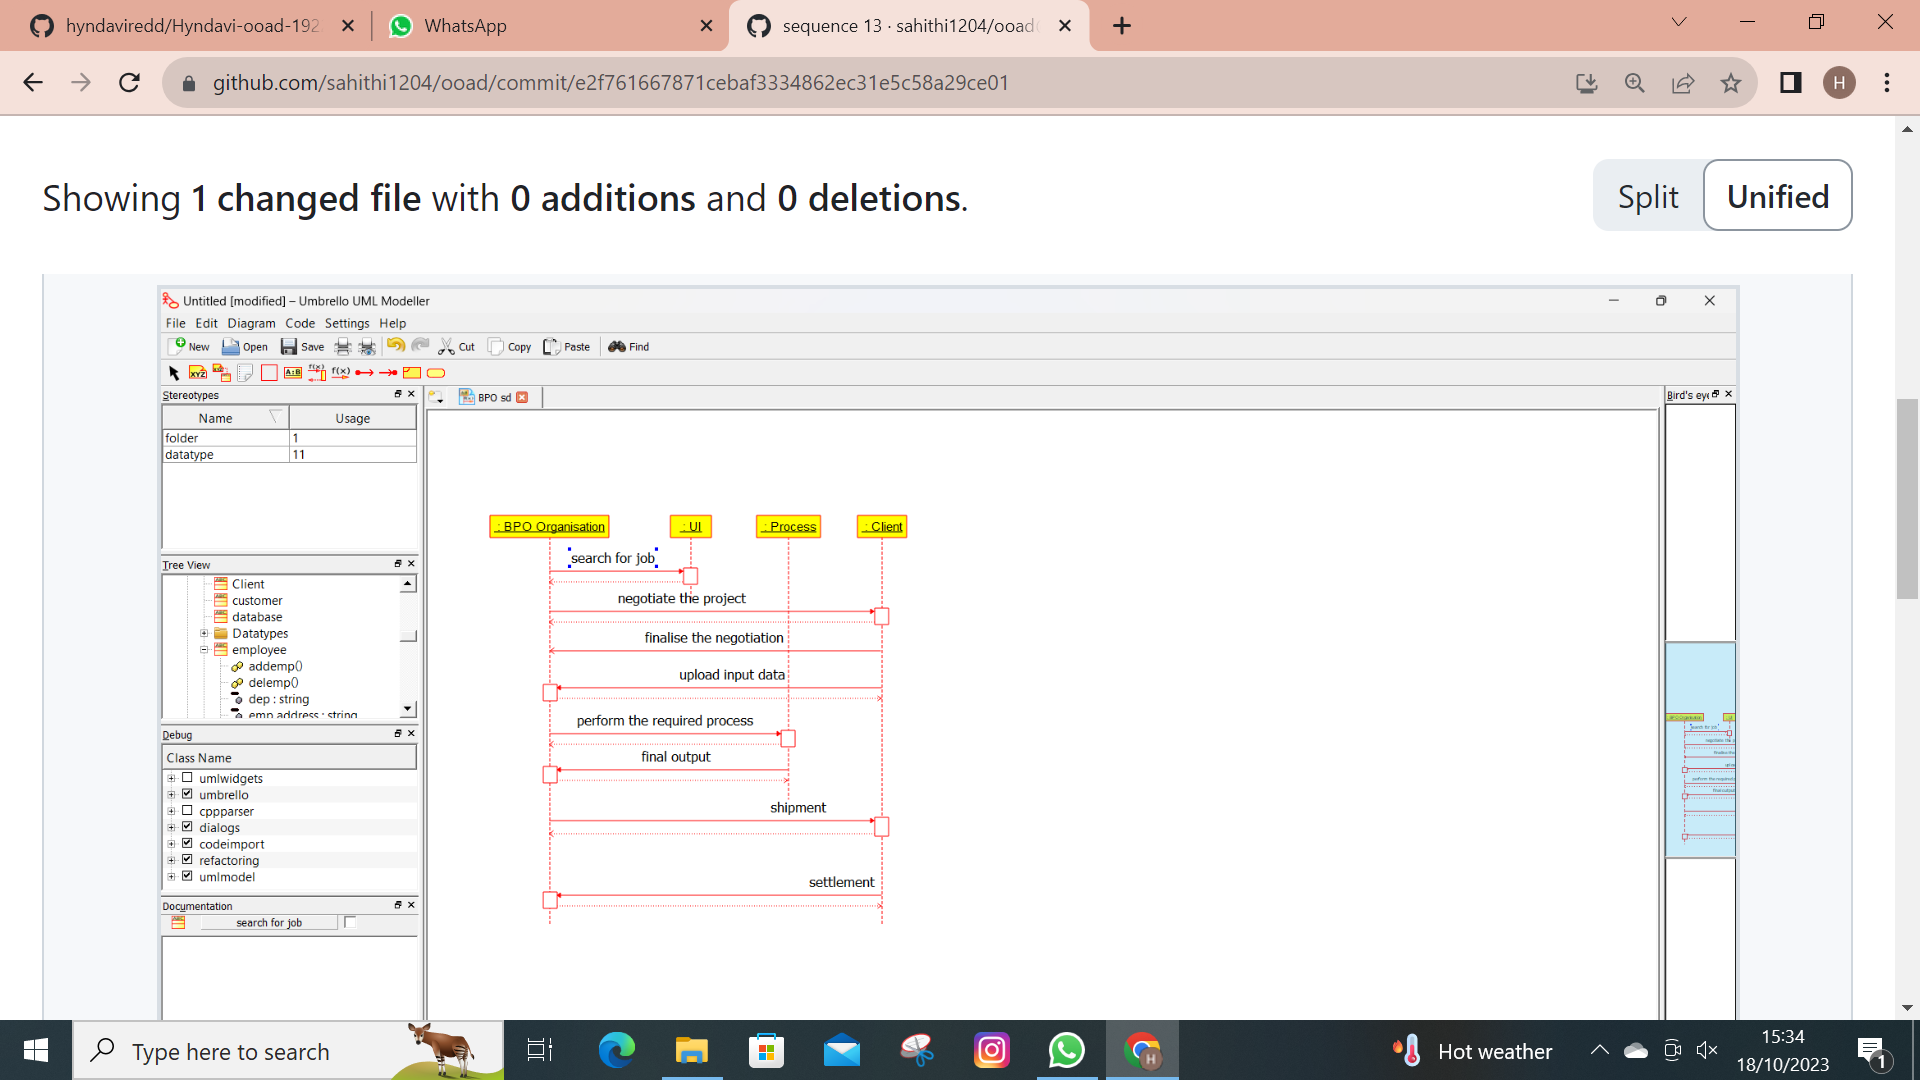 hyndaviredd/Hyndavi-ooad-192
WhatsApp
sequence 13 · sahithi1204/ooad
github.com/sahithi1204/ooad/commit/e2f761667871cebaf3334862ec31e5c58a29ce01
H
Showing 1 changed file with 0 additions and 0 deletions.
Split Unified
Untitled [modified] – Umbrello UML Modeller
File Edit Diagram Code Settings Help
New Open Save Cut Copy Paste Find
XYZ A:B f(x) f(x)
Stereotypes
BPO sd
Bird's eye
Name Usage
folder 1
datatype 11
: BPO Organisation : UI : Process : Client
search for job
negotiate the project
finalise the negotiation
upload input data
perform the required process
final output
shipment
settlement
Tree View
Client
customer
database
Datatypes
employee
addemp()
delemp()
dep : string
emp address : string
Debug
Class Name
umlwidgets
umbrello
cppparser
dialogs
codeimport
refactoring
umlmodel
Documentation
search for job
Type here to search
H
Hot weather
15:34
18/10/2023
1